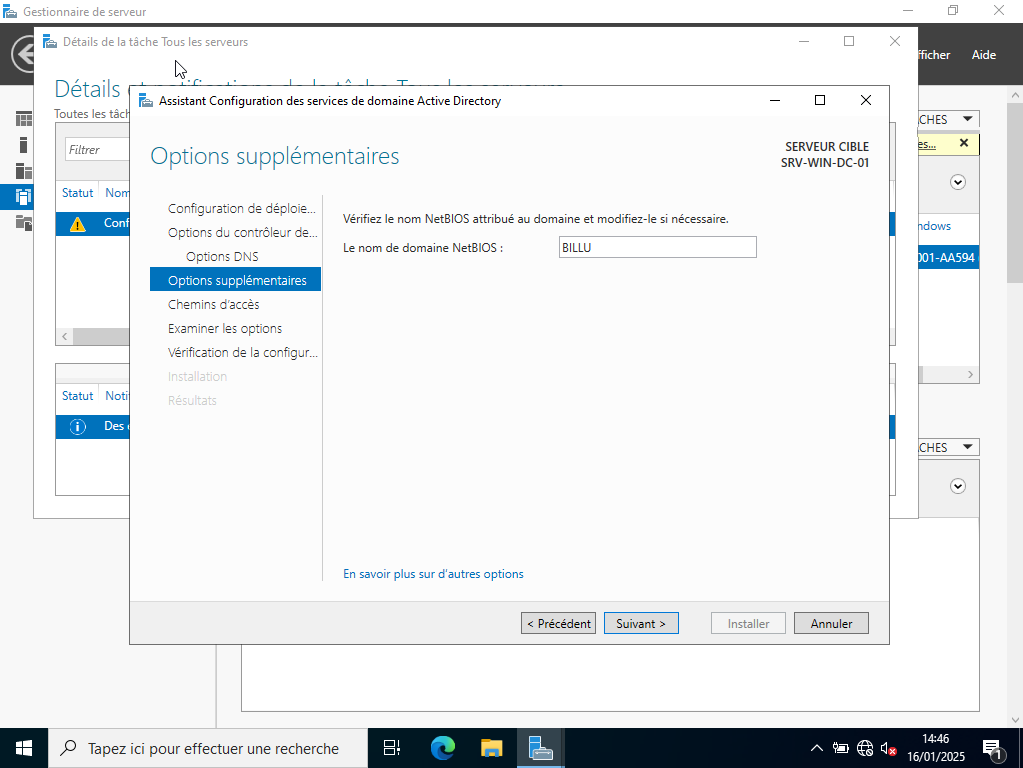 Gestionnaire de serveur
fficher
Aide
Détails de la tâche Tous les serveurs
Toutes les tâch
Filtrer
Statut
Nom
Conf
Statut
Noti
Des
CHES
es...
ndows
001-AA594
CHES
Assistant Configuration des services de domaine Active Directory
Options supplémentaires
SERVEUR CIBLE
SRV-WIN-DC-01
Configuration de déploie...
Options du contrôleur de...
Options DNS
Options supplémentaires
Chemins d'accès
Examiner les options
Vérification de la configur...
Installation
Résultats
Vérifiez le nom NetBIOS attribué au domaine et modifiez-le si nécessaire.
Le nom de domaine NetBIOS :
BILLU
En savoir plus sur d'autres options
< Précédent
Suivant >
Installer
Annuler
Tapez ici pour effectuer une recherche
14:46
16/01/2025
1